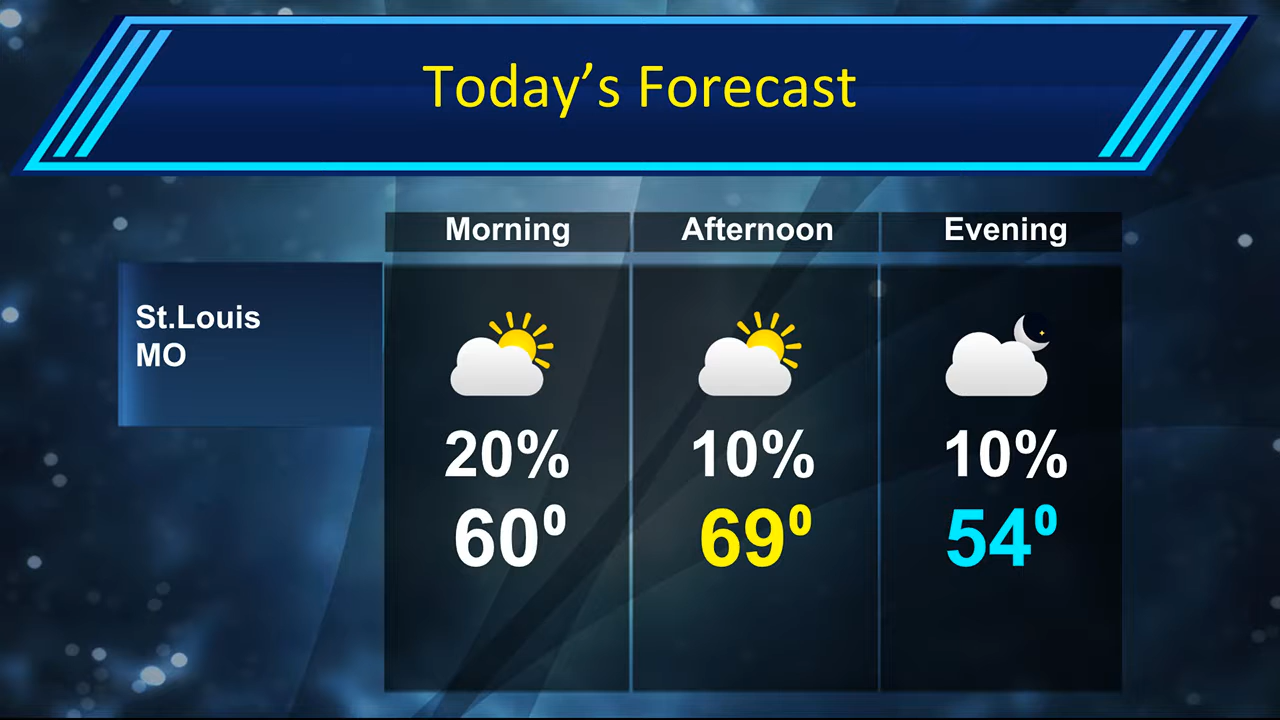 Today’s Forecast
Morning Afternoon Evening
St.Louis
MO
20% 10% 10%
60⁰ 69⁰ 54⁰